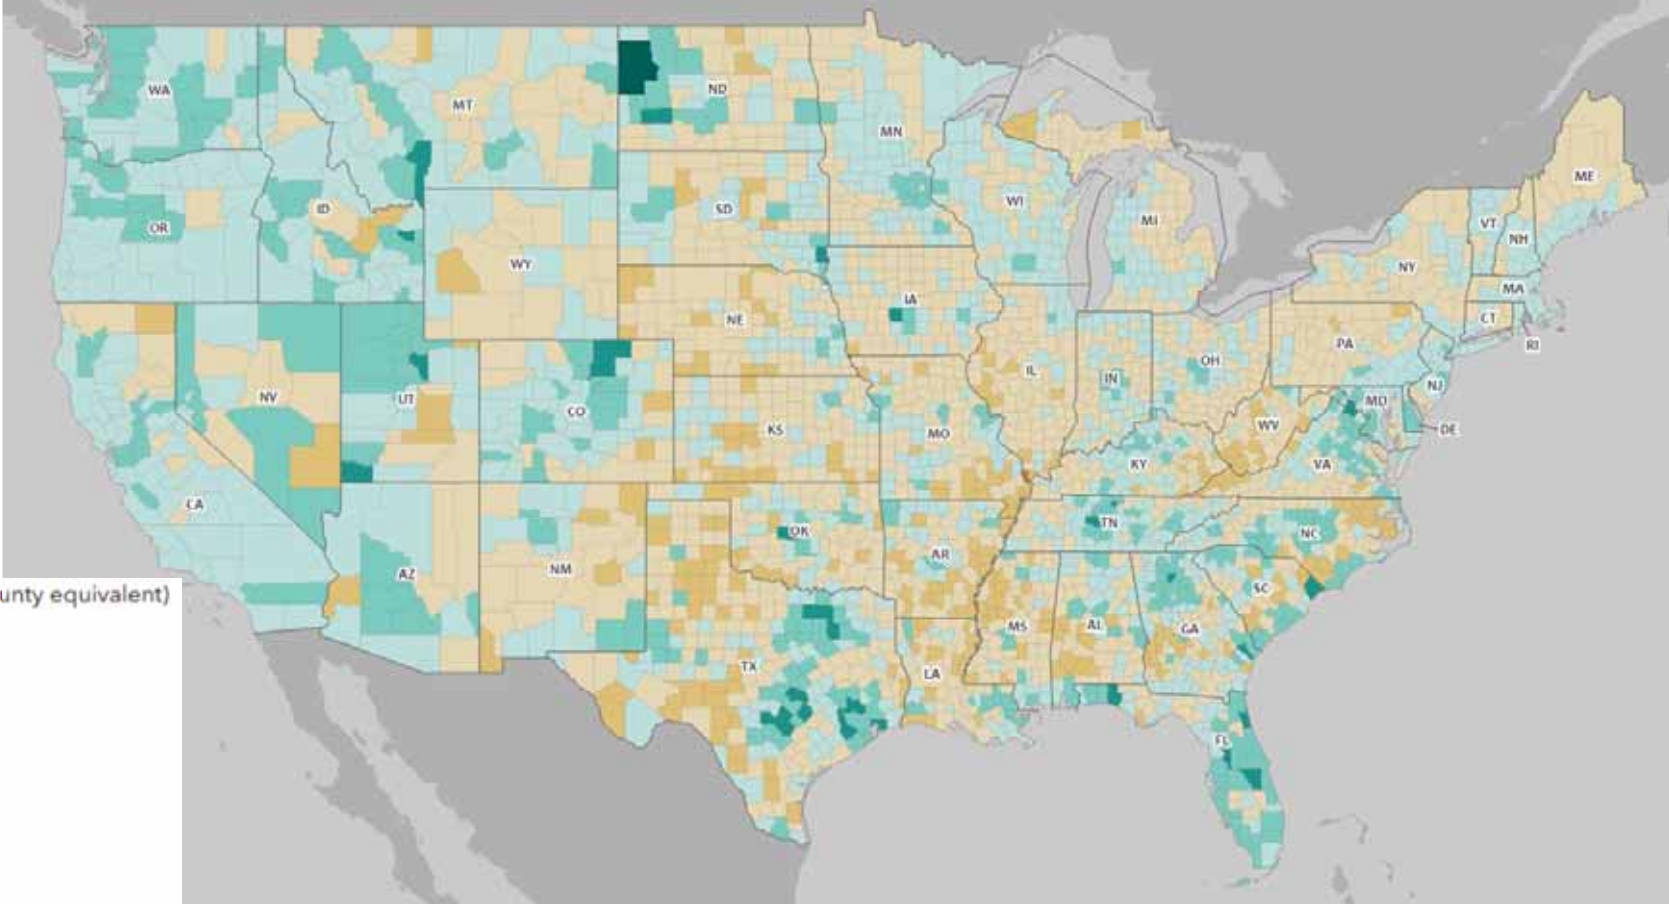 WA
MT
ND
MN
ME
ID
SD
WI
MI
VT
OR
NH
WY
NY
MA
IA
NE
CT
PA
RI
IL
OH
IN
NJ
NV
UT
CO
MD
KS
MO
WV
DE
KY
VA
CA
TN
OK
NC
AR
NM
AZ
SC
unty equivalent)
MS
AL
GA
TX
LA
FL